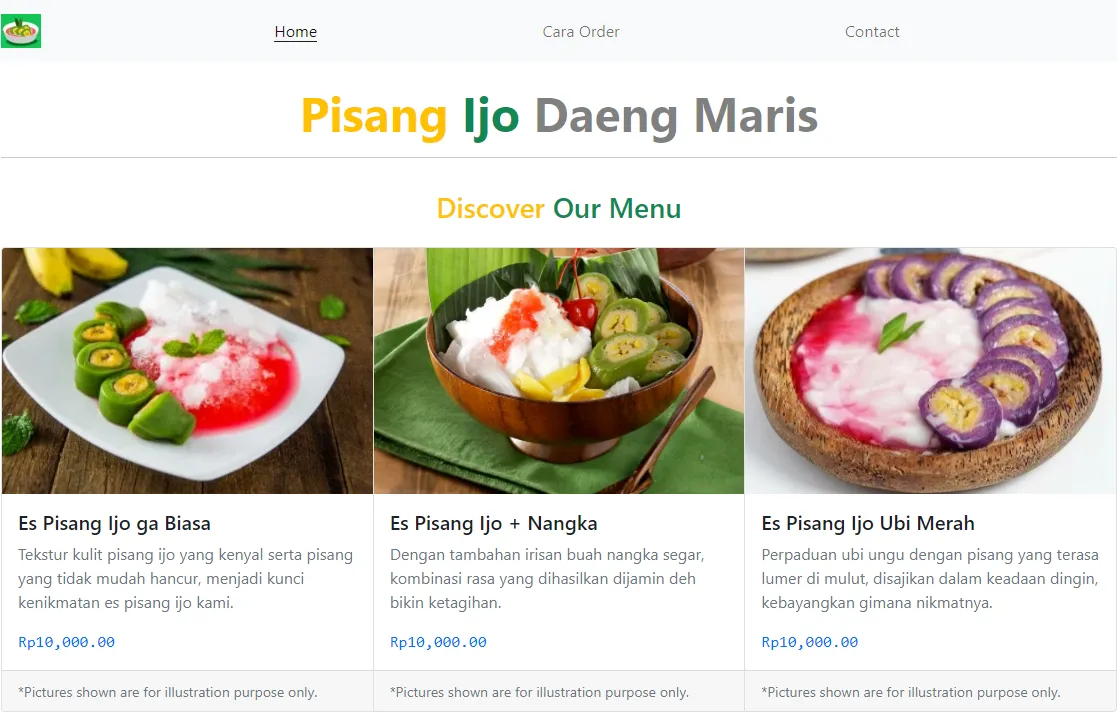 Home
Cara Order
Contact
Pisang Ijo Daeng Maris
Discover Our Menu
Es Pisang Ijo ga Biasa
Tekstur kulit pisang ijo yang kenyal serta pisang
yang tidak mudah hancur, menjadi kunci
kenikmatan es pisang ijo kami.
Rp10,000.00
*Pictures shown are for illustration purpose only.
Es Pisang Ijo + Nangka
Dengan tambahan irisan buah nangka segar,
kombinasi rasa yang dihasilkan dijamin deh
bikin ketagihan.
Rp10,000.00
*Pictures shown are for illustration purpose only.
Es Pisang Ijo Ubi Merah
Perpaduan ubi ungu dengan pisang yang terasa
lumer di mulut, disajikan dalam keadaan dingin,
kebayangkan gimana nikmatnya.
Rp10,000.00
*Pictures shown are for illustration purpose only.